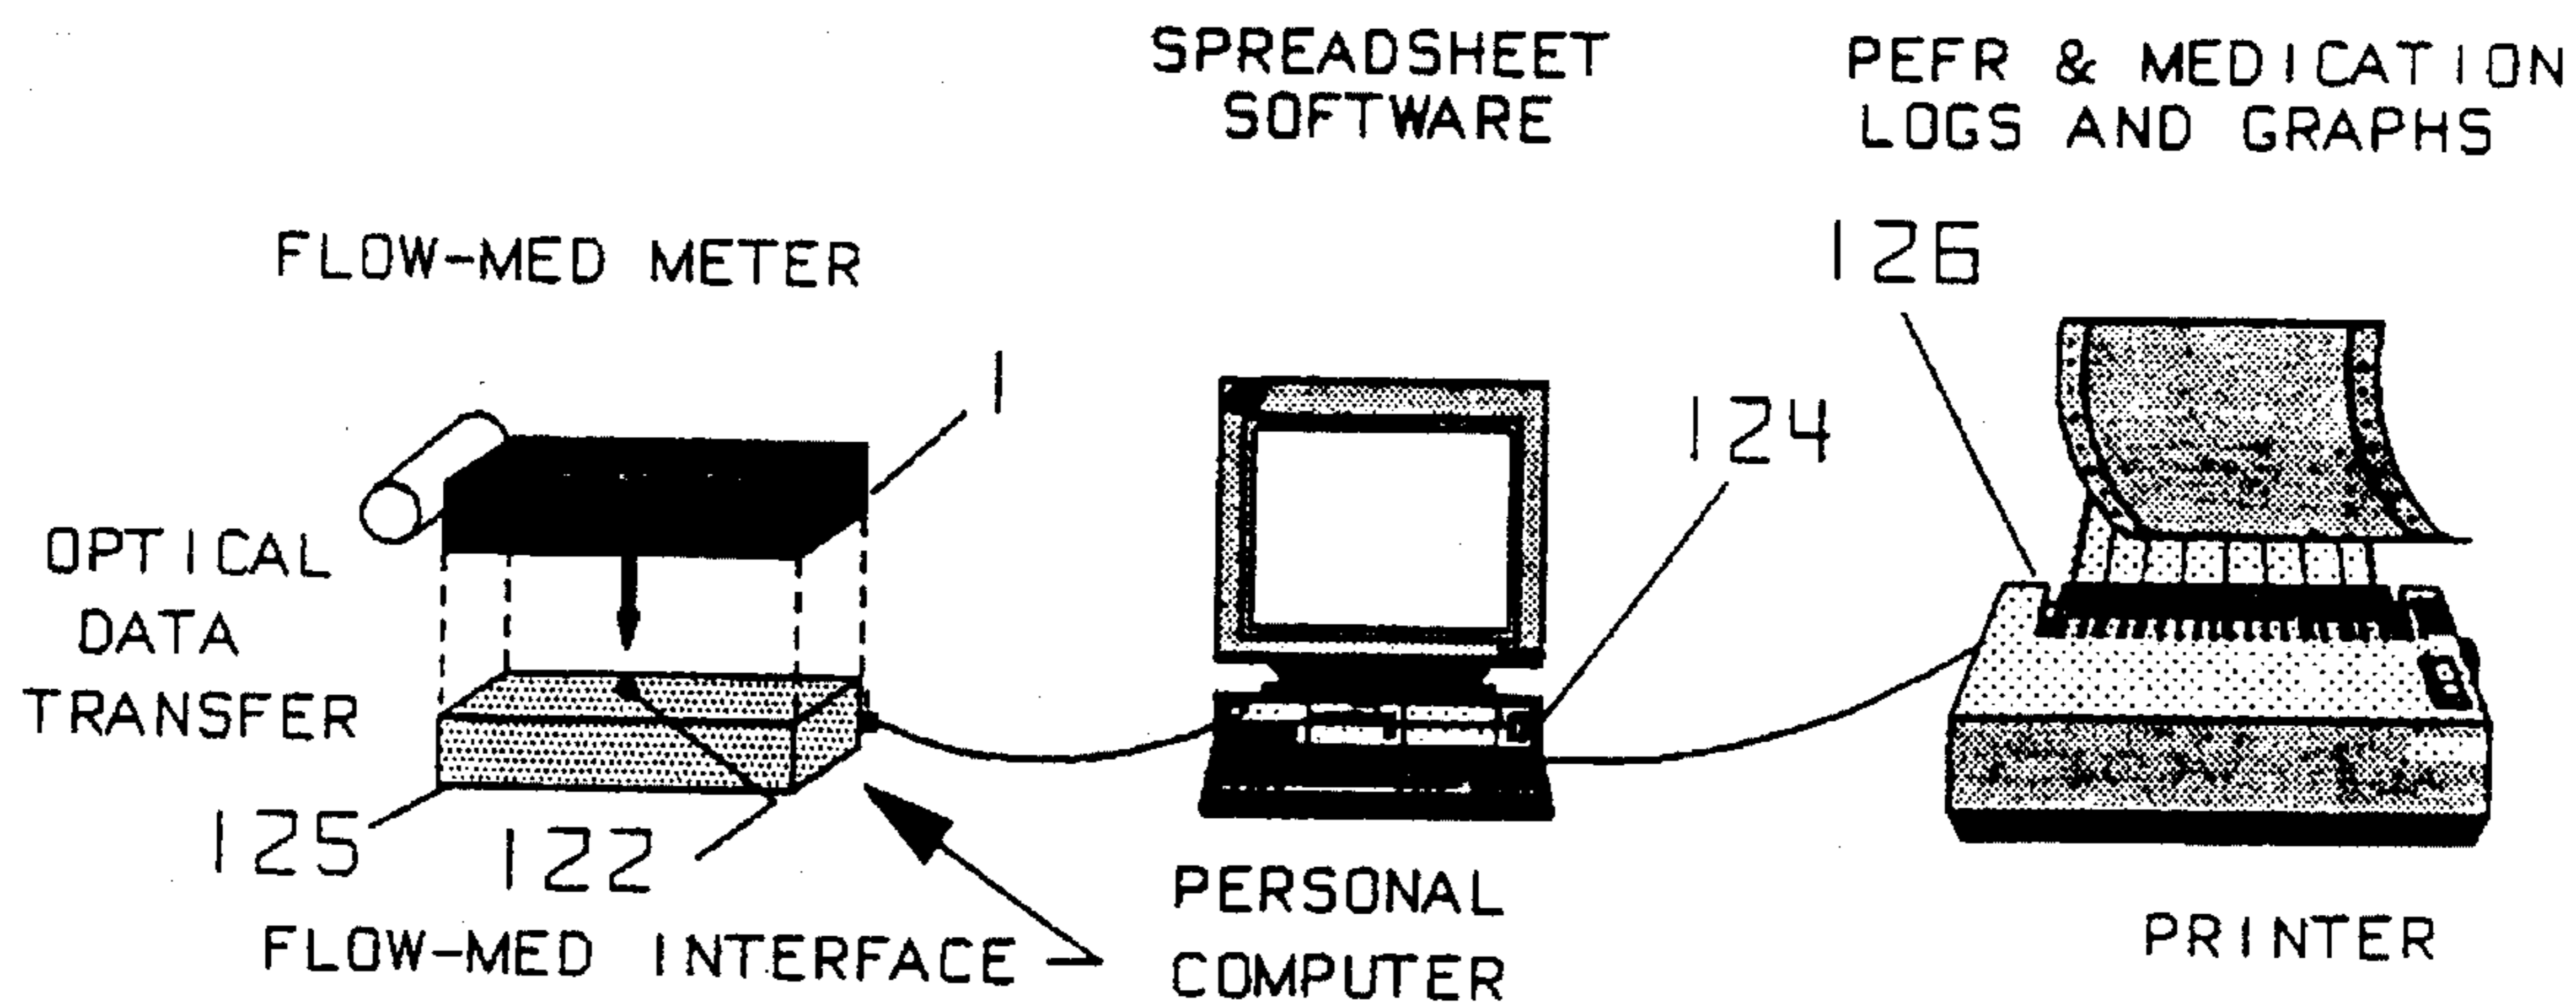 SPREADSHEET
SOFTWARE
PEFR & MEDICATION
LOGS AND GRAPHS
FLOW-MED METER
126
1
124
OPTICAL
DATA
TRANSFER
125
122
FLOW-MED INTERFACE
PERSONAL
COMPUTER
PRINTER